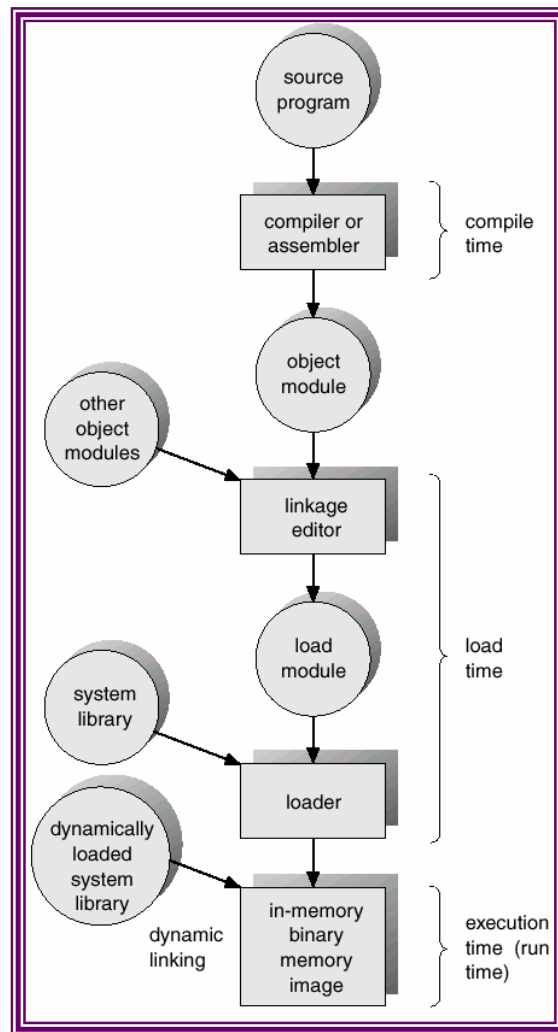 source
program
compiler or
assembler
compile
time
object
module
other
object
modules
linkage
editor
load
module
load
time
system
library
loader
dynamically
loaded
system
library
dynamic
linking
in-memory
binary
memory
image
execution
time (run
time)